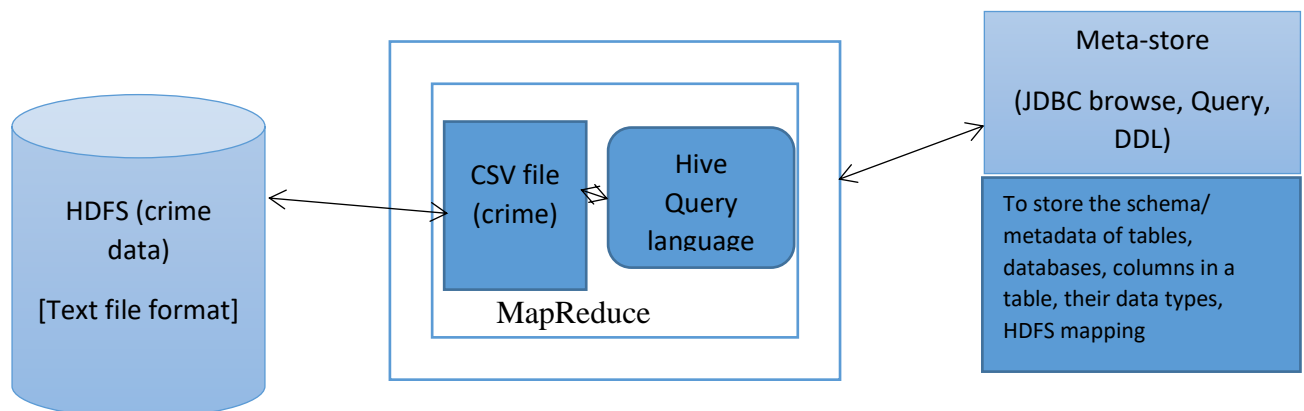 HDFS (crime
data)
[Text file format]
CSV file
(crime)
Hive
Query
language
MapReduce
Meta-store
(JDBC browse, Query,
DDL)
To store the schema/
metadata of tables,
databases, columns in a
table, their data types,
HDFS mapping